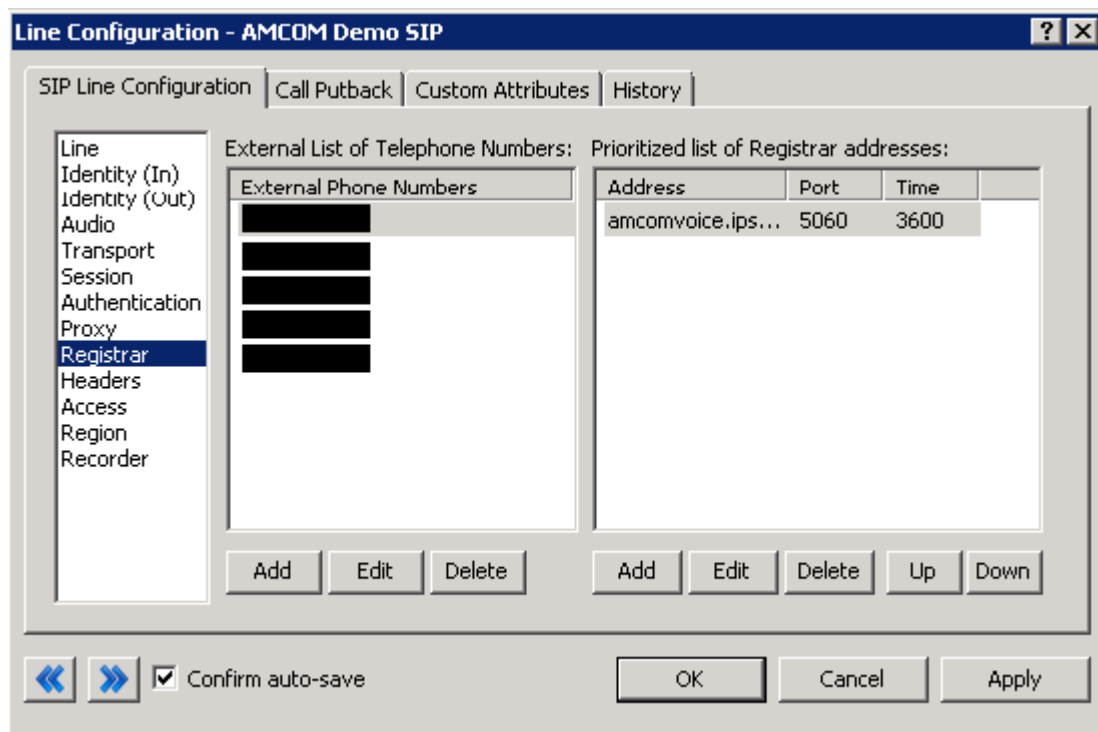 Line Configuration - AMCOM Demo SIP
SIP Line Configuration
Call Putback
Custom Attributes
History
Line
Identity (In)
Identity (Out)
Audio
Transport
Session
Authentication
Proxy
Registrar
Headers
Access
Region
Recorder
External List of Telephone Numbers:
External Phone Numbers
Add Edit Delete
Prioritized list of Registrar addresses:
Address Port Time
amcomvoice.ips... 5060 3600
Add Edit Delete Up Down
Confirm auto-save
OK Cancel Apply